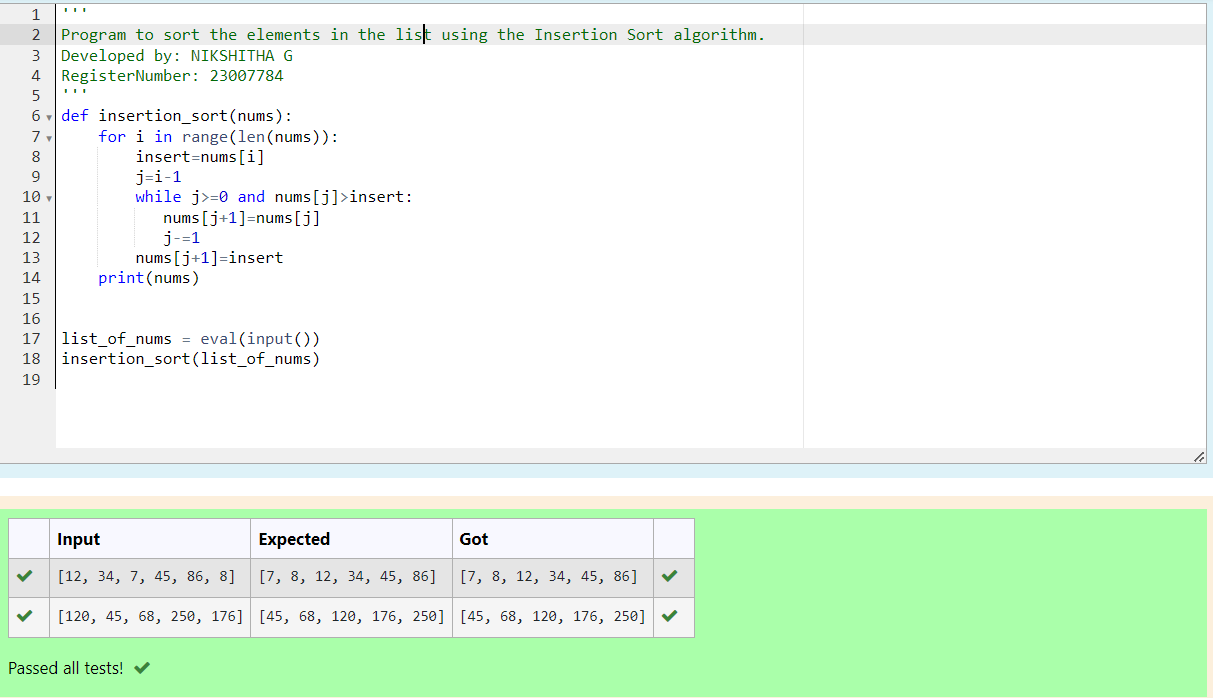 1 '''
2 Program to sort the elements in the list using the Insertion Sort algorithm.
3 Developed by: NIKSHITHA G
4 RegisterNumber: 23007784
5 '''
6 def insertion_sort(nums):
7     for i in range(len(nums)):
8         insert=nums[i]
9         j=i-1
10         while j>=0 and nums[j]>insert:
11            nums[j+1]=nums[j]
12            j-=1
13         nums[j+1]=insert
14     print(nums)
15
16
17 list_of_nums = eval(input())
18 insertion_sort(list_of_nums)
19
Input Expected Got
[12, 34, 7, 45, 86, 8] [7, 8, 12, 34, 45, 86] [7, 8, 12, 34, 45, 86]
[120, 45, 68, 250, 176] [45, 68, 120, 176, 250] [45, 68, 120, 176, 250]
Passed all tests!